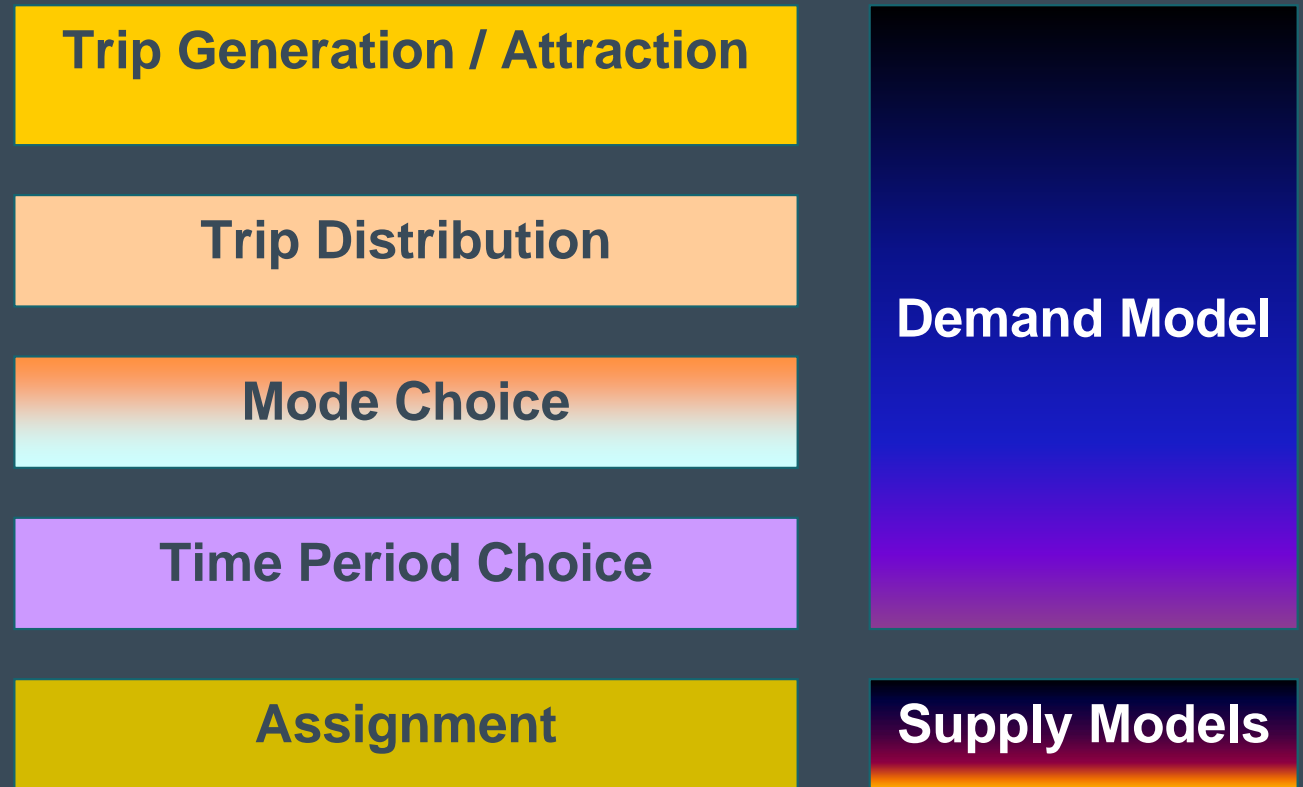 Trip Generation / Attraction
Trip Distribution
Mode Choice
Time Period Choice
Assignment
Demand Model
Supply Models